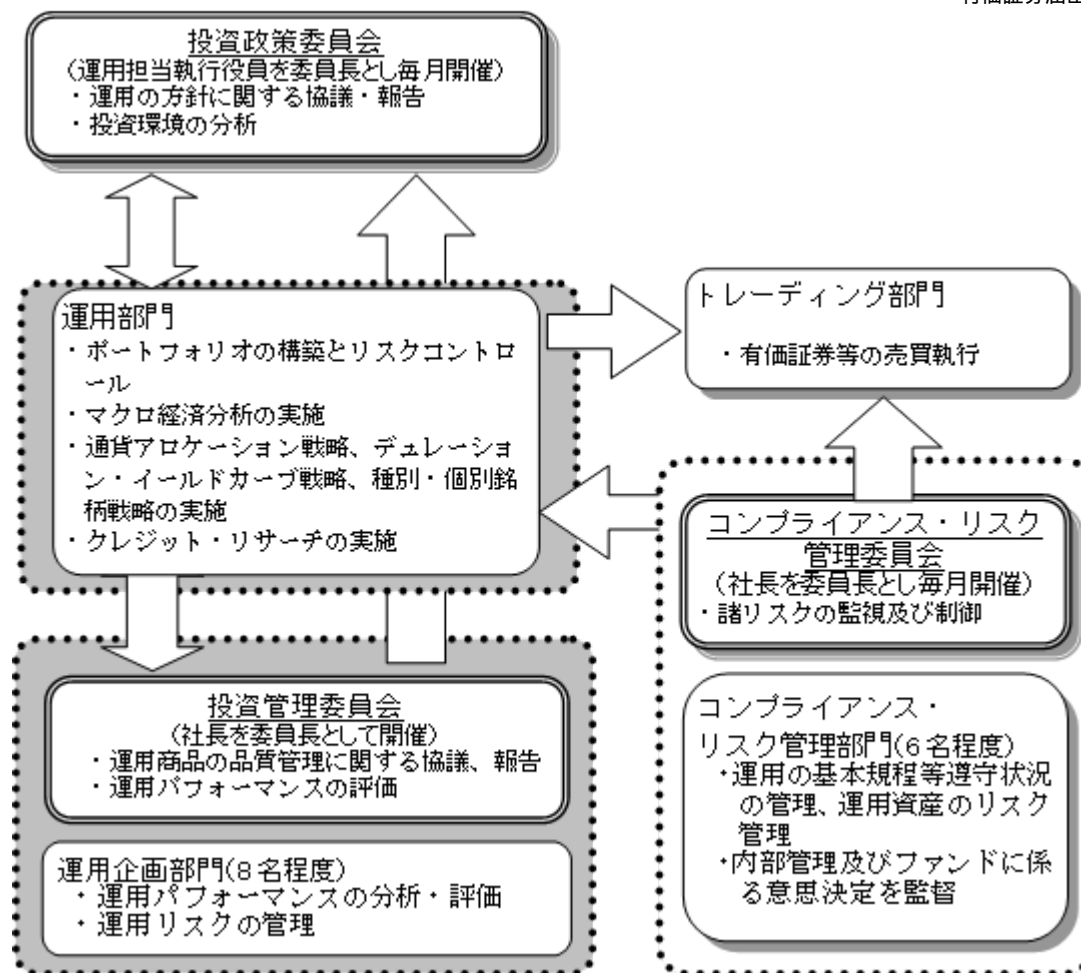 投資政策委員会
(運用担当執行役員を委員長とし毎月開催)
・運用の方針に関する協議・報告
・投資環境の分析
運用部門
・ポートフォリオの構築とリスクコントロ
ール
・マクロ経済分析の実施
・通貨アロケーション戦略、デュレーショ
ン・イールドカーブ戦略、種別・個別銘
柄戦略の実施
・クレジット・リサーチの実施
トレーディング部門
・有価証券等の売買執行
コンプライアンス・リスク
管理委員会
(社長を委員長とし毎月開催)
・諸リスクの監視及び制御
投資管理委員会
(社長を委員長として開催)
・運用商品の品質管理に関する協議、報告
・運用パフォーマンスの評価
運用企画部門(8名程度)
・運用パフォーマンスの分析・評価
・運用リスクの管理
コンプライアンス・
リスク管理部門(6名程度)
・運用の基本規程等遵守状況
の管理、運用資産のリスク
管理
・内部管理及びファンドに係
る意思決定を監督